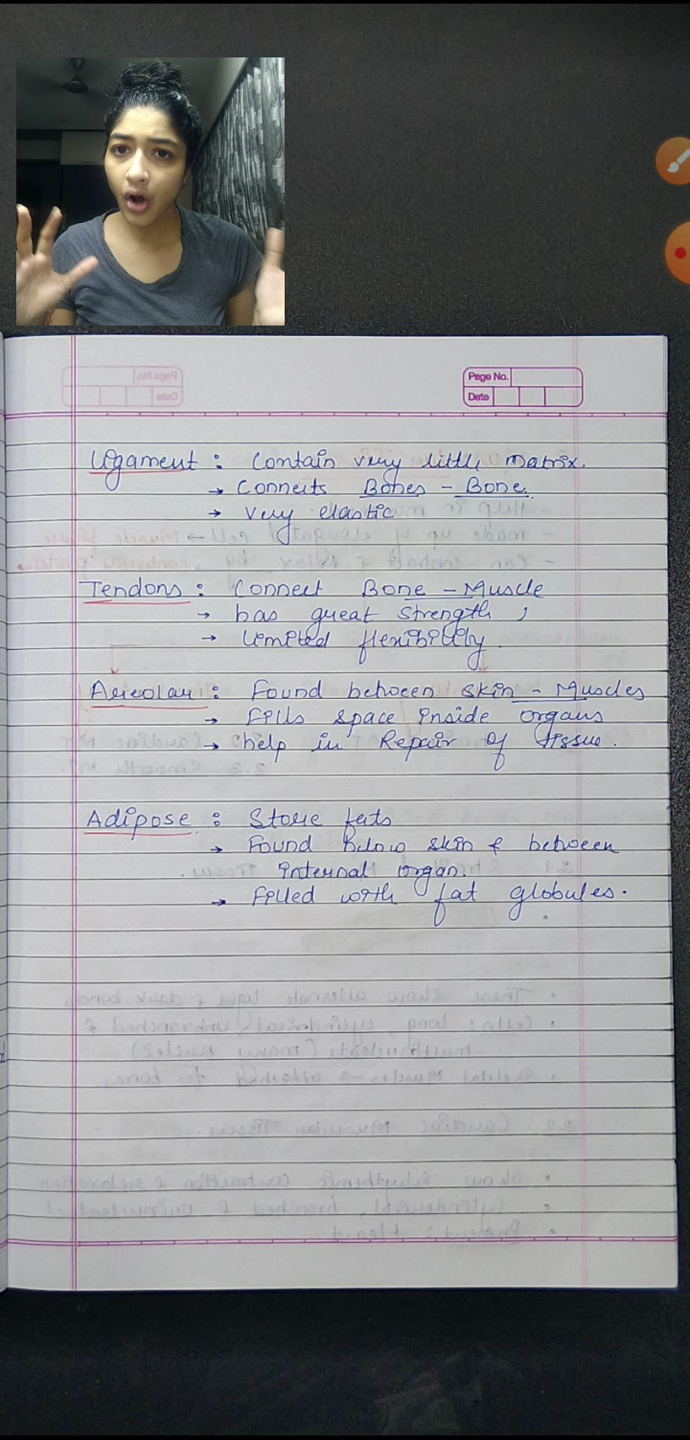 Page No.
Date
Ligament : Contain very little matrix.
→ Connects Bones - Bone
→ very elastic
Tendons : Connect Bone - Muscle
→ has great strength ,
→ limited flexibility.
Areolar : Found between skin - Muscles
→ Fills space inside organs
→ help in Repair of tissue.
Adipose : Store fats
→ Found below skin & between
internal organ.
→ Filled with fat globules.